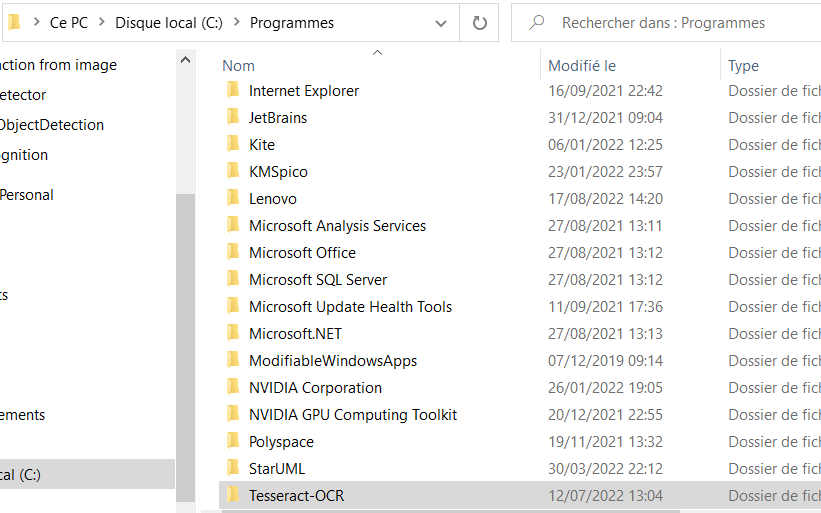 Ce PC > Disque local (C:) > Programmes
Rechercher dans : Programmes
Nom Modifié le Type
Internet Explorer 16/09/2021 22:42 Dossier de fich
JetBrains 31/12/2021 09:04 Dossier de fich
Kite 06/01/2022 12:25 Dossier de fich
KMSpico 23/01/2022 23:57 Dossier de fich
Lenovo 17/08/2022 14:20 Dossier de fich
Microsoft Analysis Services 27/08/2021 13:11 Dossier de fich
Microsoft Office 27/08/2021 13:12 Dossier de fich
Microsoft SQL Server 27/08/2021 13:12 Dossier de fich
Microsoft Update Health Tools 11/09/2021 17:36 Dossier de fich
Microsoft.NET 27/08/2021 13:13 Dossier de fich
ModifiableWindowsApps 07/12/2019 09:14 Dossier de fich
NVIDIA Corporation 26/01/2022 19:05 Dossier de fich
NVIDIA GPU Computing Toolkit 20/12/2021 22:55 Dossier de fich
Polyspace 19/11/2021 13:32 Dossier de fich
StarUML 30/03/2022 22:12 Dossier de fich
Tesseract-OCR 12/07/2022 13:04 Dossier de fich
ction from image
etector
ObjectDetection
gnition
Personal
ts
ements
cal (C:)